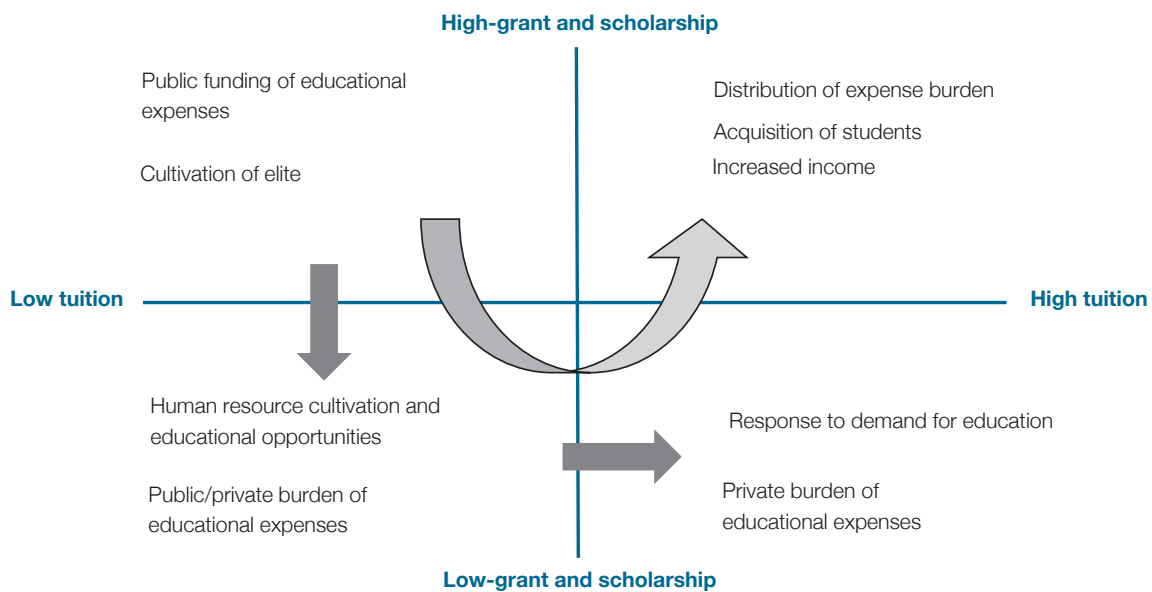 High-grant and scholarship
Public funding of educational
expenses
Cultivation of elite
Distribution of expense burden
Acquisition of students
Increased income
Low tuition
High tuition
Human resource cultivation and
educational opportunities
Public/private burden of
educational expenses
Response to demand for education
Private burden of
educational expenses
Low-grant and scholarship